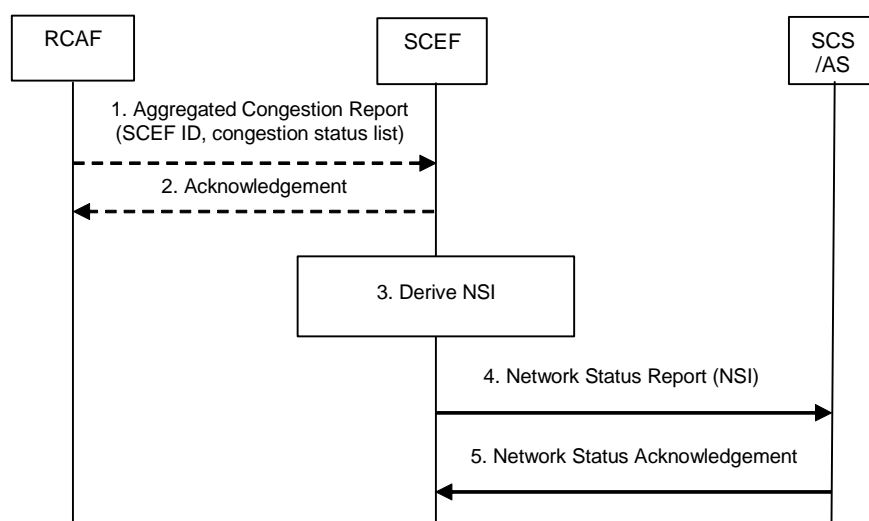 RCAF
SCEF
SCS
/AS
1. Aggregated Congestion Report
(SCEF ID, congestion status list)
2. Acknowledgement
3. Derive NSI
4. Network Status Report (NSI)
5. Network Status Acknowledgement